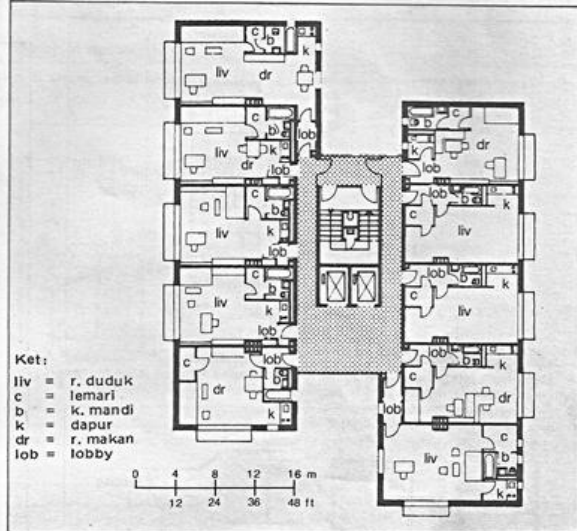 c b k
liv dr
c
liv b
k
dr lob
lob
b c
k dr
lob
c
b
liv k
lob
lob b k
c
liv
c
b
liv k
lob
lob b k
c
liv
c lob
dr b
k
lob b k
c
dr
lob
c
liv b
k
Ket:
liv = r. duduk
c = lemari
b = k. mandi
k = dapur
dr = r. makan
lob = lobby
0 4 8 12 16 m
12 24 36 48 ft